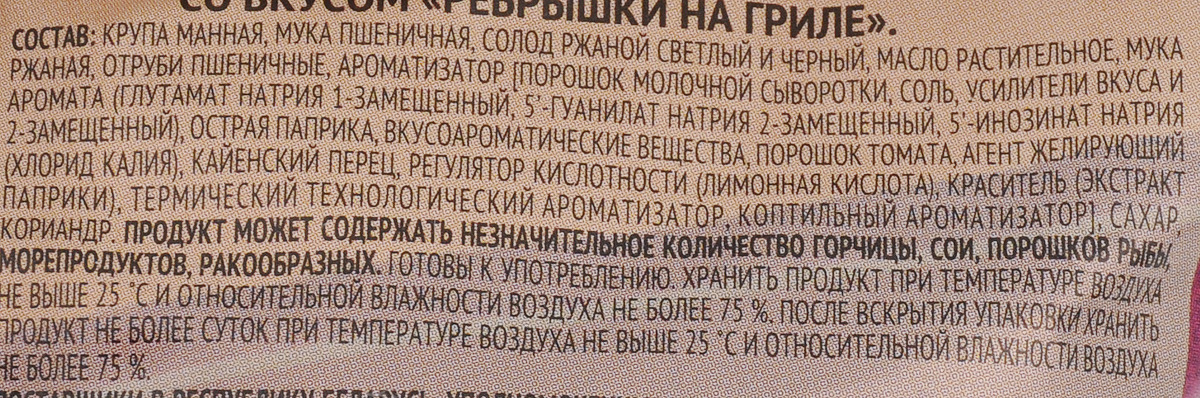 СО ВКУСОМ «РЕБРЫШКИ НА ГРИЛЕ».
СОСТАВ: КРУПА МАННАЯ, МУКА ПШЕНИЧНАЯ, СОЛОД РЖАНОЙ СВЕТЛЫЙ И ЧЕРНЫЙ, МАСЛО РАСТИТЕЛЬНОЕ, МУКА
РЖАНАЯ, ОТРУБИ ПШЕНИЧНЫЕ, АРОМАТИЗАТОР [ПОРОШОК МОЛОЧНОЙ СЫВОРОТКИ, СОЛЬ, УСИЛИТЕЛИ ВКУСА И
АРОМАТА (ГЛУТАМАТ НАТРИЯ 1-ЗАМЕЩЕННЫЙ, 5'-ГУАНИЛАТ НАТРИЯ 2-ЗАМЕЩЕННЫЙ, 5'-ИНОЗИНАТ НАТРИЯ
2-ЗАМЕЩЕННЫЙ), ОСТРАЯ ПАПРИКА, ВКУСОАРОМАТИЧЕСКИЕ ВЕЩЕСТВА, ПОРОШОК ТОМАТА, АГЕНТ ЖЕЛИРУЮЩИЙ
(ХЛОРИД КАЛИЯ), КАЙЕНСКИЙ ПЕРЕЦ, РЕГУЛЯТОР КИСЛОТНОСТИ (ЛИМОННАЯ КИСЛОТА), КРАСИТЕЛЬ (ЭКСТРАКТ
ПАПРИКИ), ТЕРМИЧЕСКИЙ ТЕХНОЛОГИЧЕСКИЙ АРОМАТИЗАТОР, КОПТИЛЬНЫЙ АРОМАТИЗАТОР], САХАР,
КОРИАНДР. ПРОДУКТ МОЖЕТ СОДЕРЖАТЬ НЕЗНАЧИТЕЛЬНОЕ КОЛИЧЕСТВО ГОРЧИЦЫ, СОИ, ПОРОШКОВ РЫБЫ,
МОРЕПРОДУКТОВ, РАКООБРАЗНЫХ. ГОТОВЫ К УПОТРЕБЛЕНИЮ. ХРАНИТЬ ПРОДУКТ ПРИ ТЕМПЕРАТУРЕ ВОЗДУХА
НЕ ВЫШЕ 25 °С И ОТНОСИТЕЛЬНОЙ ВЛАЖНОСТИ ВОЗДУХА НЕ БОЛЕЕ 75 %. ПОСЛЕ ВСКРЫТИЯ УПАКОВКИ ХРАНИТЬ
ПРОДУКТ НЕ БОЛЕЕ СУТОК ПРИ ТЕМПЕРАТУРЕ ВОЗДУХА НЕ ВЫШЕ 25 °С И ОТНОСИТЕЛЬНОЙ ВЛАЖНОСТИ ВОЗДУХА
НЕ БОЛЕЕ 75 %.
В РЕСПУБЛИКУ БЕЛАРУСЬ,